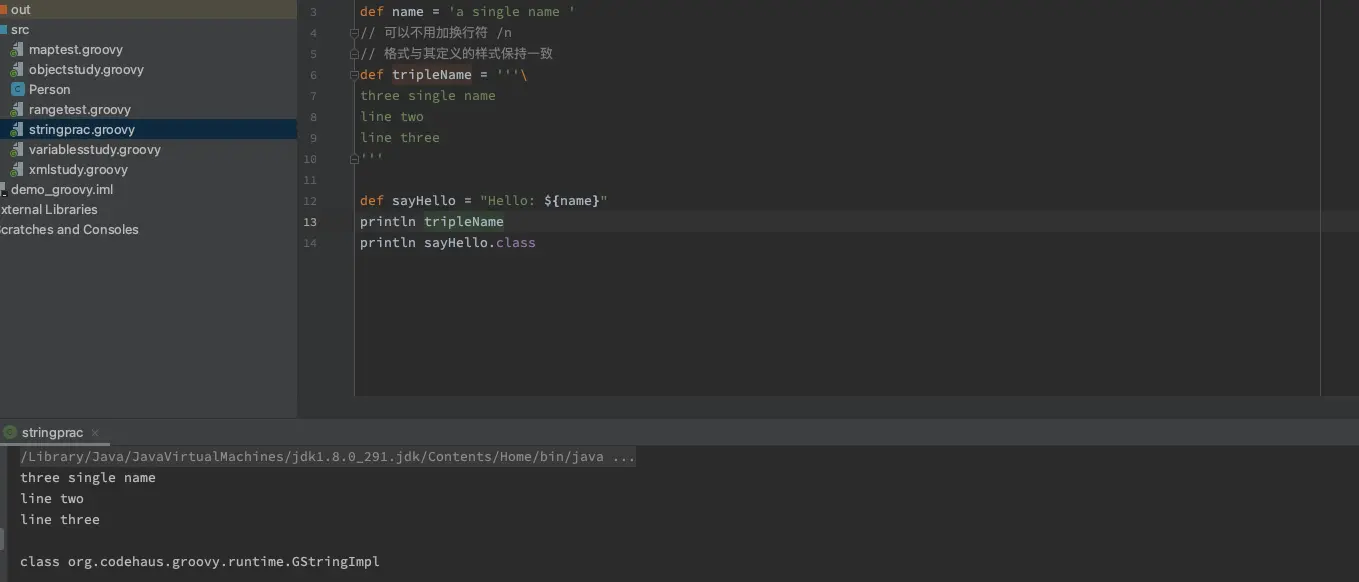 out
src
maptest.groovy
objectstudy.groovy
Person
rangetest.groovy
stringprac.groovy
variablesstudy.groovy
xmlstudy.groovy
demo_groovy.iml
xternal Libraries
cratches and Consoles
3 def name = 'a single name '
4 // 可以不用加换行符 /n
5 // 格式与其定义的样式保持一致
6 def tripleName = '''\
7 three single name
8 line two
9 line three
10 '''
11
12 def sayHello = "Hello: ${name}"
13 println tripleName
14 println sayHello.class
stringprac ×
/Library/Java/JavaVirtualMachines/jdk1.8.0_291.jdk/Contents/Home/bin/java ...
three single name
line two
line three
class org.codehaus.groovy.runtime.GStringImpl